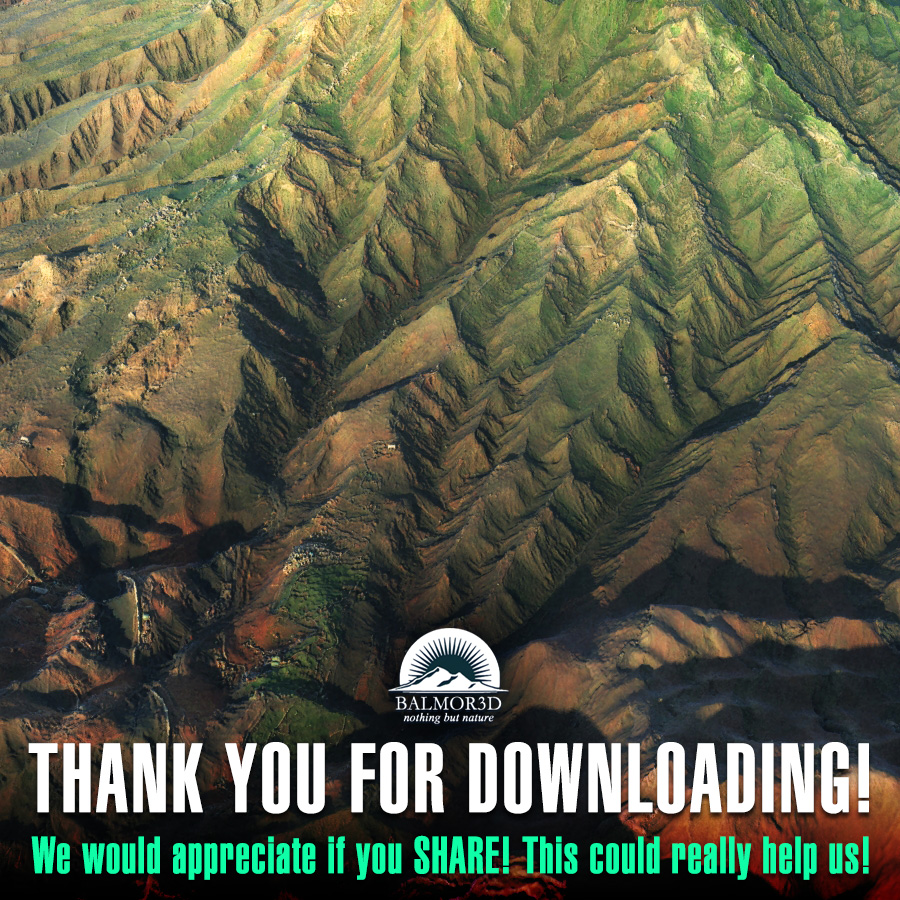 BALMOR3D
nothing but nature
THANK YOU FOR DOWNLOADING!
We would appreciate if you SHARE! This could really help us!